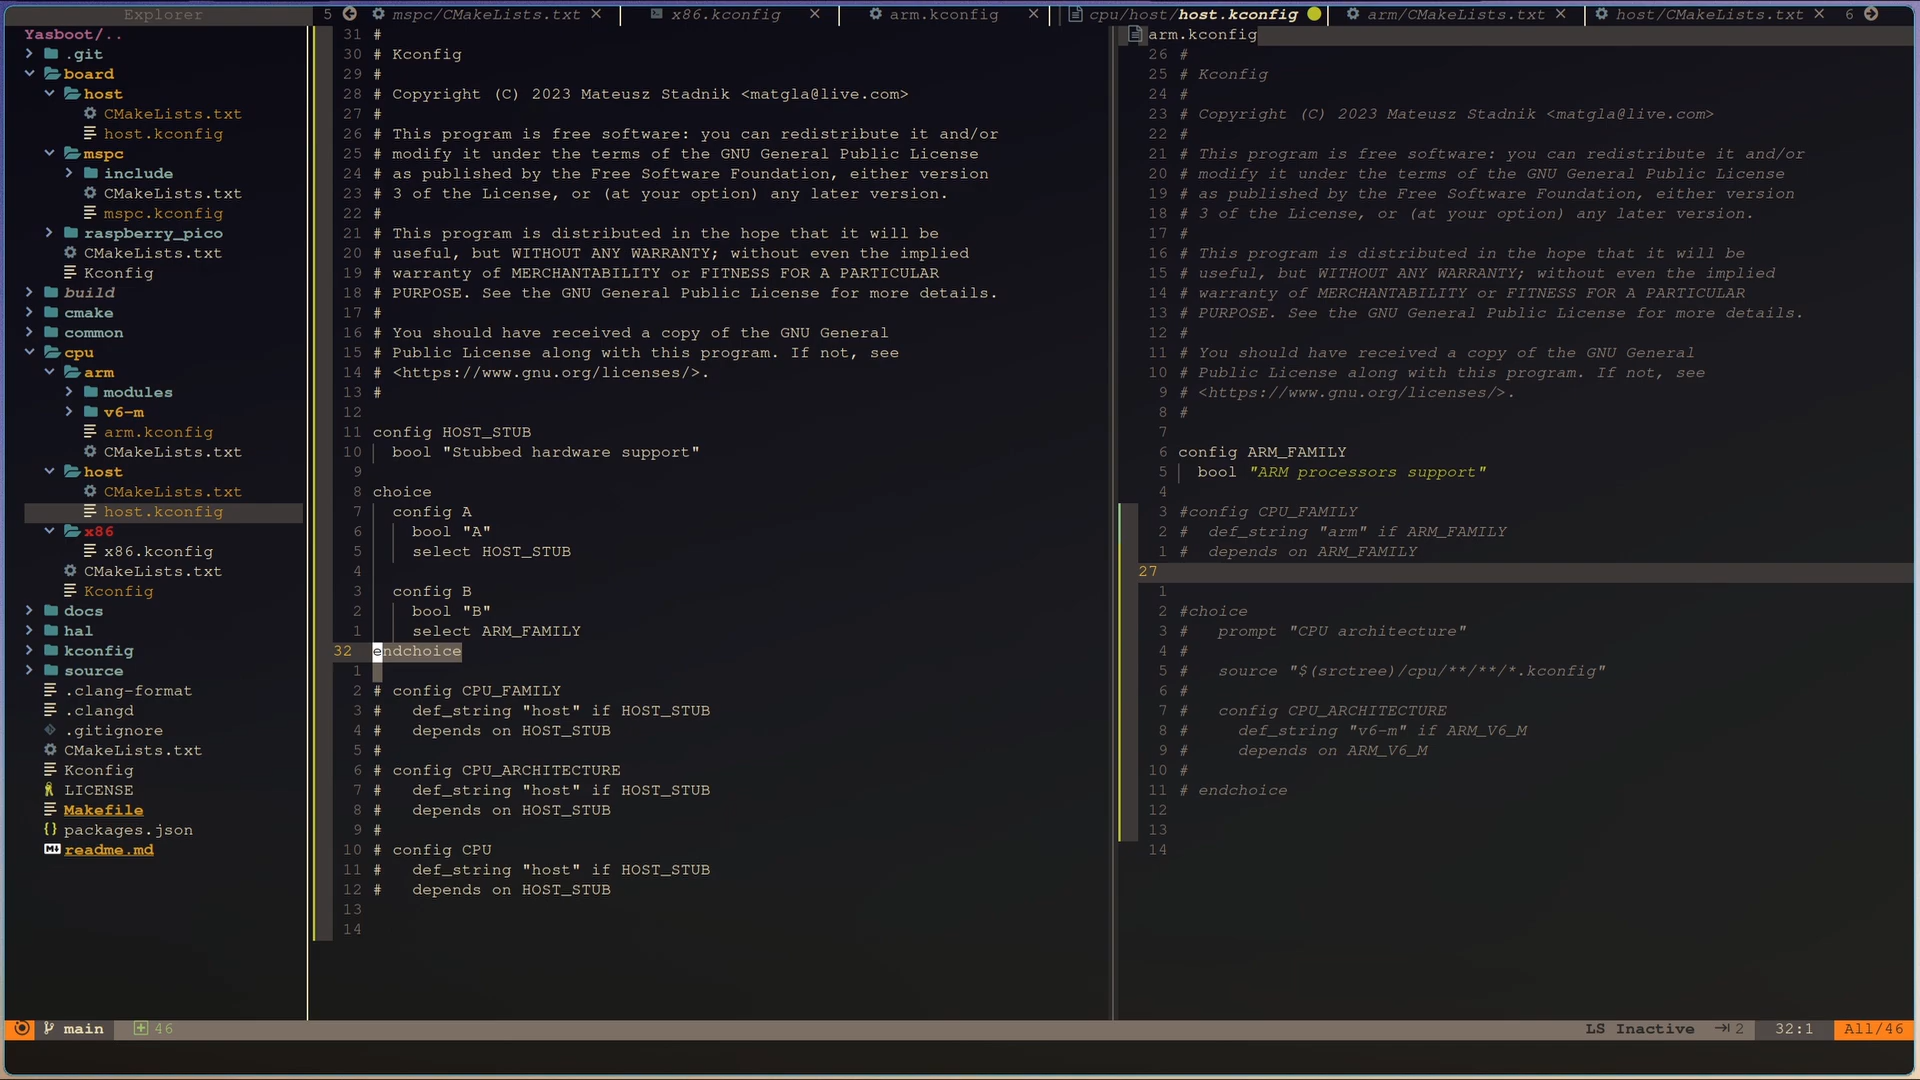 Explorer
5 mspc/CMakeLists.txt x86.kconfig arm.kconfig cpu/host/host.kconfig arm/CMakeLists.txt host/CMakeLists.txt 6
Yasboot/..
.git
board
host
CMakeLists.txt
host.kconfig
mspc
include
CMakeLists.txt
mspc.kconfig
raspberry_pico
CMakeLists.txt
Kconfig
build
cmake
common
cpu
arm
modules
v6-m
arm.kconfig
CMakeLists.txt
host
CMakeLists.txt
host.kconfig
x86
x86.kconfig
CMakeLists.txt
Kconfig
docs
hal
kconfig
source
.clang-format
.clangd
.gitignore
CMakeLists.txt
Kconfig
LICENSE
Makefile
{} packages.json
M↓ readme.md
31 #
30 # Kconfig
29 #
28 # Copyright (C) 2023 Mateusz Stadnik <matgla@live.com>
27 #
26 # This program is free software: you can redistribute it and/or
25 # modify it under the terms of the GNU General Public License
24 # as published by the Free Software Foundation, either version
23 # 3 of the License, or (at your option) any later version.
22 #
21 # This program is distributed in the hope that it will be
20 # useful, but WITHOUT ANY WARRANTY; without even the implied
19 # warranty of MERCHANTABILITY or FITNESS FOR A PARTICULAR
18 # PURPOSE. See the GNU General Public License for more details.
17 #
16 # You should have received a copy of the GNU General
15 # Public License along with this program. If not, see
14 # <https://www.gnu.org/licenses/>.
13 #
12
11 config HOST_STUB
10 bool "Stubbed hardware support"
9
8 choice
7 config A
6 bool "A"
5 select HOST_STUB
4
3 config B
2 bool "B"
1 select ARM_FAMILY
32 endchoice
1
2 # config CPU_FAMILY
3 # def_string "host" if HOST_STUB
4 # depends on HOST_STUB
5 #
6 # config CPU_ARCHITECTURE
7 # def_string "host" if HOST_STUB
8 # depends on HOST_STUB
9 #
10 # config CPU
11 # def_string "host" if HOST_STUB
12 # depends on HOST_STUB
13
14
arm.kconfig
26 #
25 # Kconfig
24 #
23 # Copyright (C) 2023 Mateusz Stadnik <matgla@live.com>
22 #
21 # This program is free software: you can redistribute it and/or
20 # modify it under the terms of the GNU General Public License
19 # as published by the Free Software Foundation, either version
18 # 3 of the License, or (at your option) any later version.
17 #
16 # This program is distributed in the hope that it will be
15 # useful, but WITHOUT ANY WARRANTY; without even the implied
14 # warranty of MERCHANTABILITY or FITNESS FOR A PARTICULAR
13 # PURPOSE. See the GNU General Public License for more details.
12 #
11 # You should have received a copy of the GNU General
10 # Public License along with this program. If not, see
9 # <https://www.gnu.org/licenses/>.
8 #
7
6 config ARM_FAMILY
5 bool "ARM processors support"
4
3 #config CPU_FAMILY
2 # def_string "arm" if ARM_FAMILY
1 # depends on ARM_FAMILY
27
1
2 #choice
3 # prompt "CPU architecture"
4 #
5 # source "$(srctree)/cpu/**/**/*.kconfig"
6 #
7 # config CPU_ARCHITECTURE
8 # def_string "v6-m" if ARM_V6_M
9 # depends on ARM_V6_M
10 #
11 # endchoice
12
13
14
main 46 LS Inactive 2 32:1 All/46